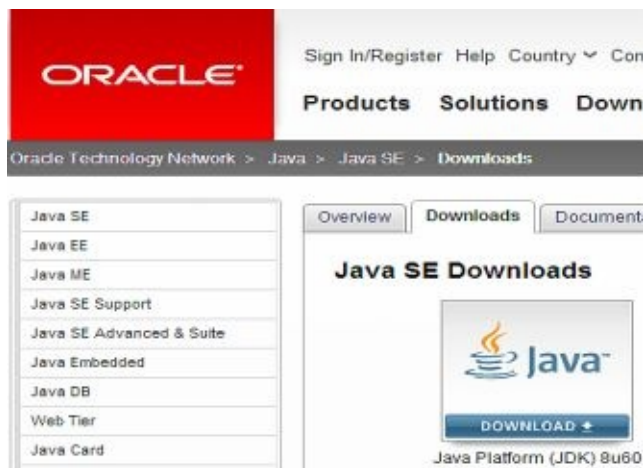 ORACLE
Sign In/Register Help Country Con
Products Solutions Down
Oracle Technology Network > Java > Java SE > Downloads
Java SE
Java EE
Java ME
Java SE Support
Java SE Advanced & Suite
Java Embedded
Java DB
Web Tier
Java Card
Overview Downloads Documenta
Java SE Downloads
Java
DOWNLOAD
Java Platform (JDK) 8u60